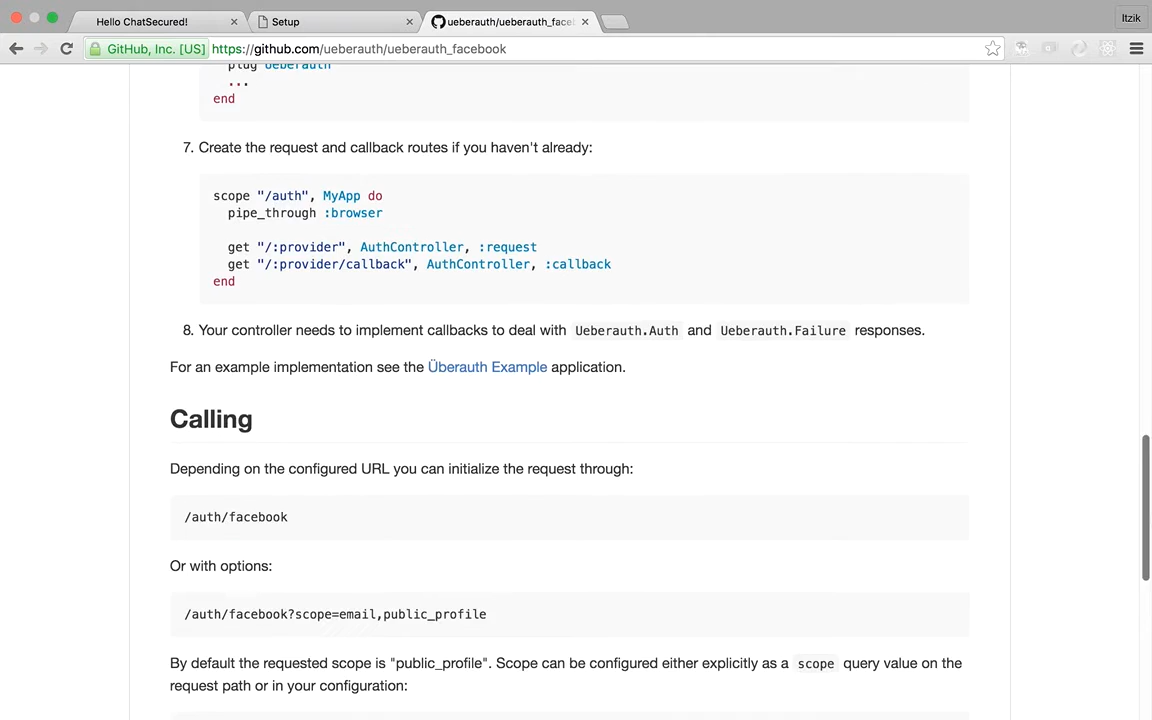 Hello ChatSecured!
Setup
ueberauth/ueberauth_faceb
Itzik
GitHub, Inc. [US] https://github.com/ueberauth/ueberauth_facebook
plug Ueberauth
...
end
7. Create the request and callback routes if you haven't already:
scope "/auth", MyApp do
pipe_through :browser
get "/:provider", AuthController, :request
get "/:provider/callback", AuthController, :callback
end
8. Your controller needs to implement callbacks to deal with Ueberauth.Auth and Ueberauth.Failure responses.
For an example implementation see the Überauth Example application.
Calling
Depending on the configured URL you can initialize the request through:
/auth/facebook
Or with options:
/auth/facebook?scope=email,public_profile
By default the requested scope is "public_profile". Scope can be configured either explicitly as a scope query value on the
request path or in your configuration: